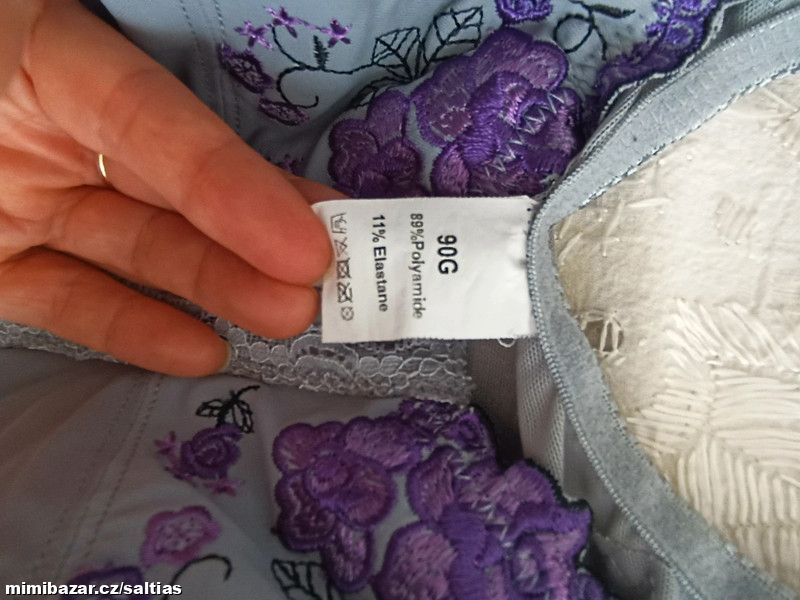 90G
89%Polyamide
11% Elastane
mimibazar.cz/saltias